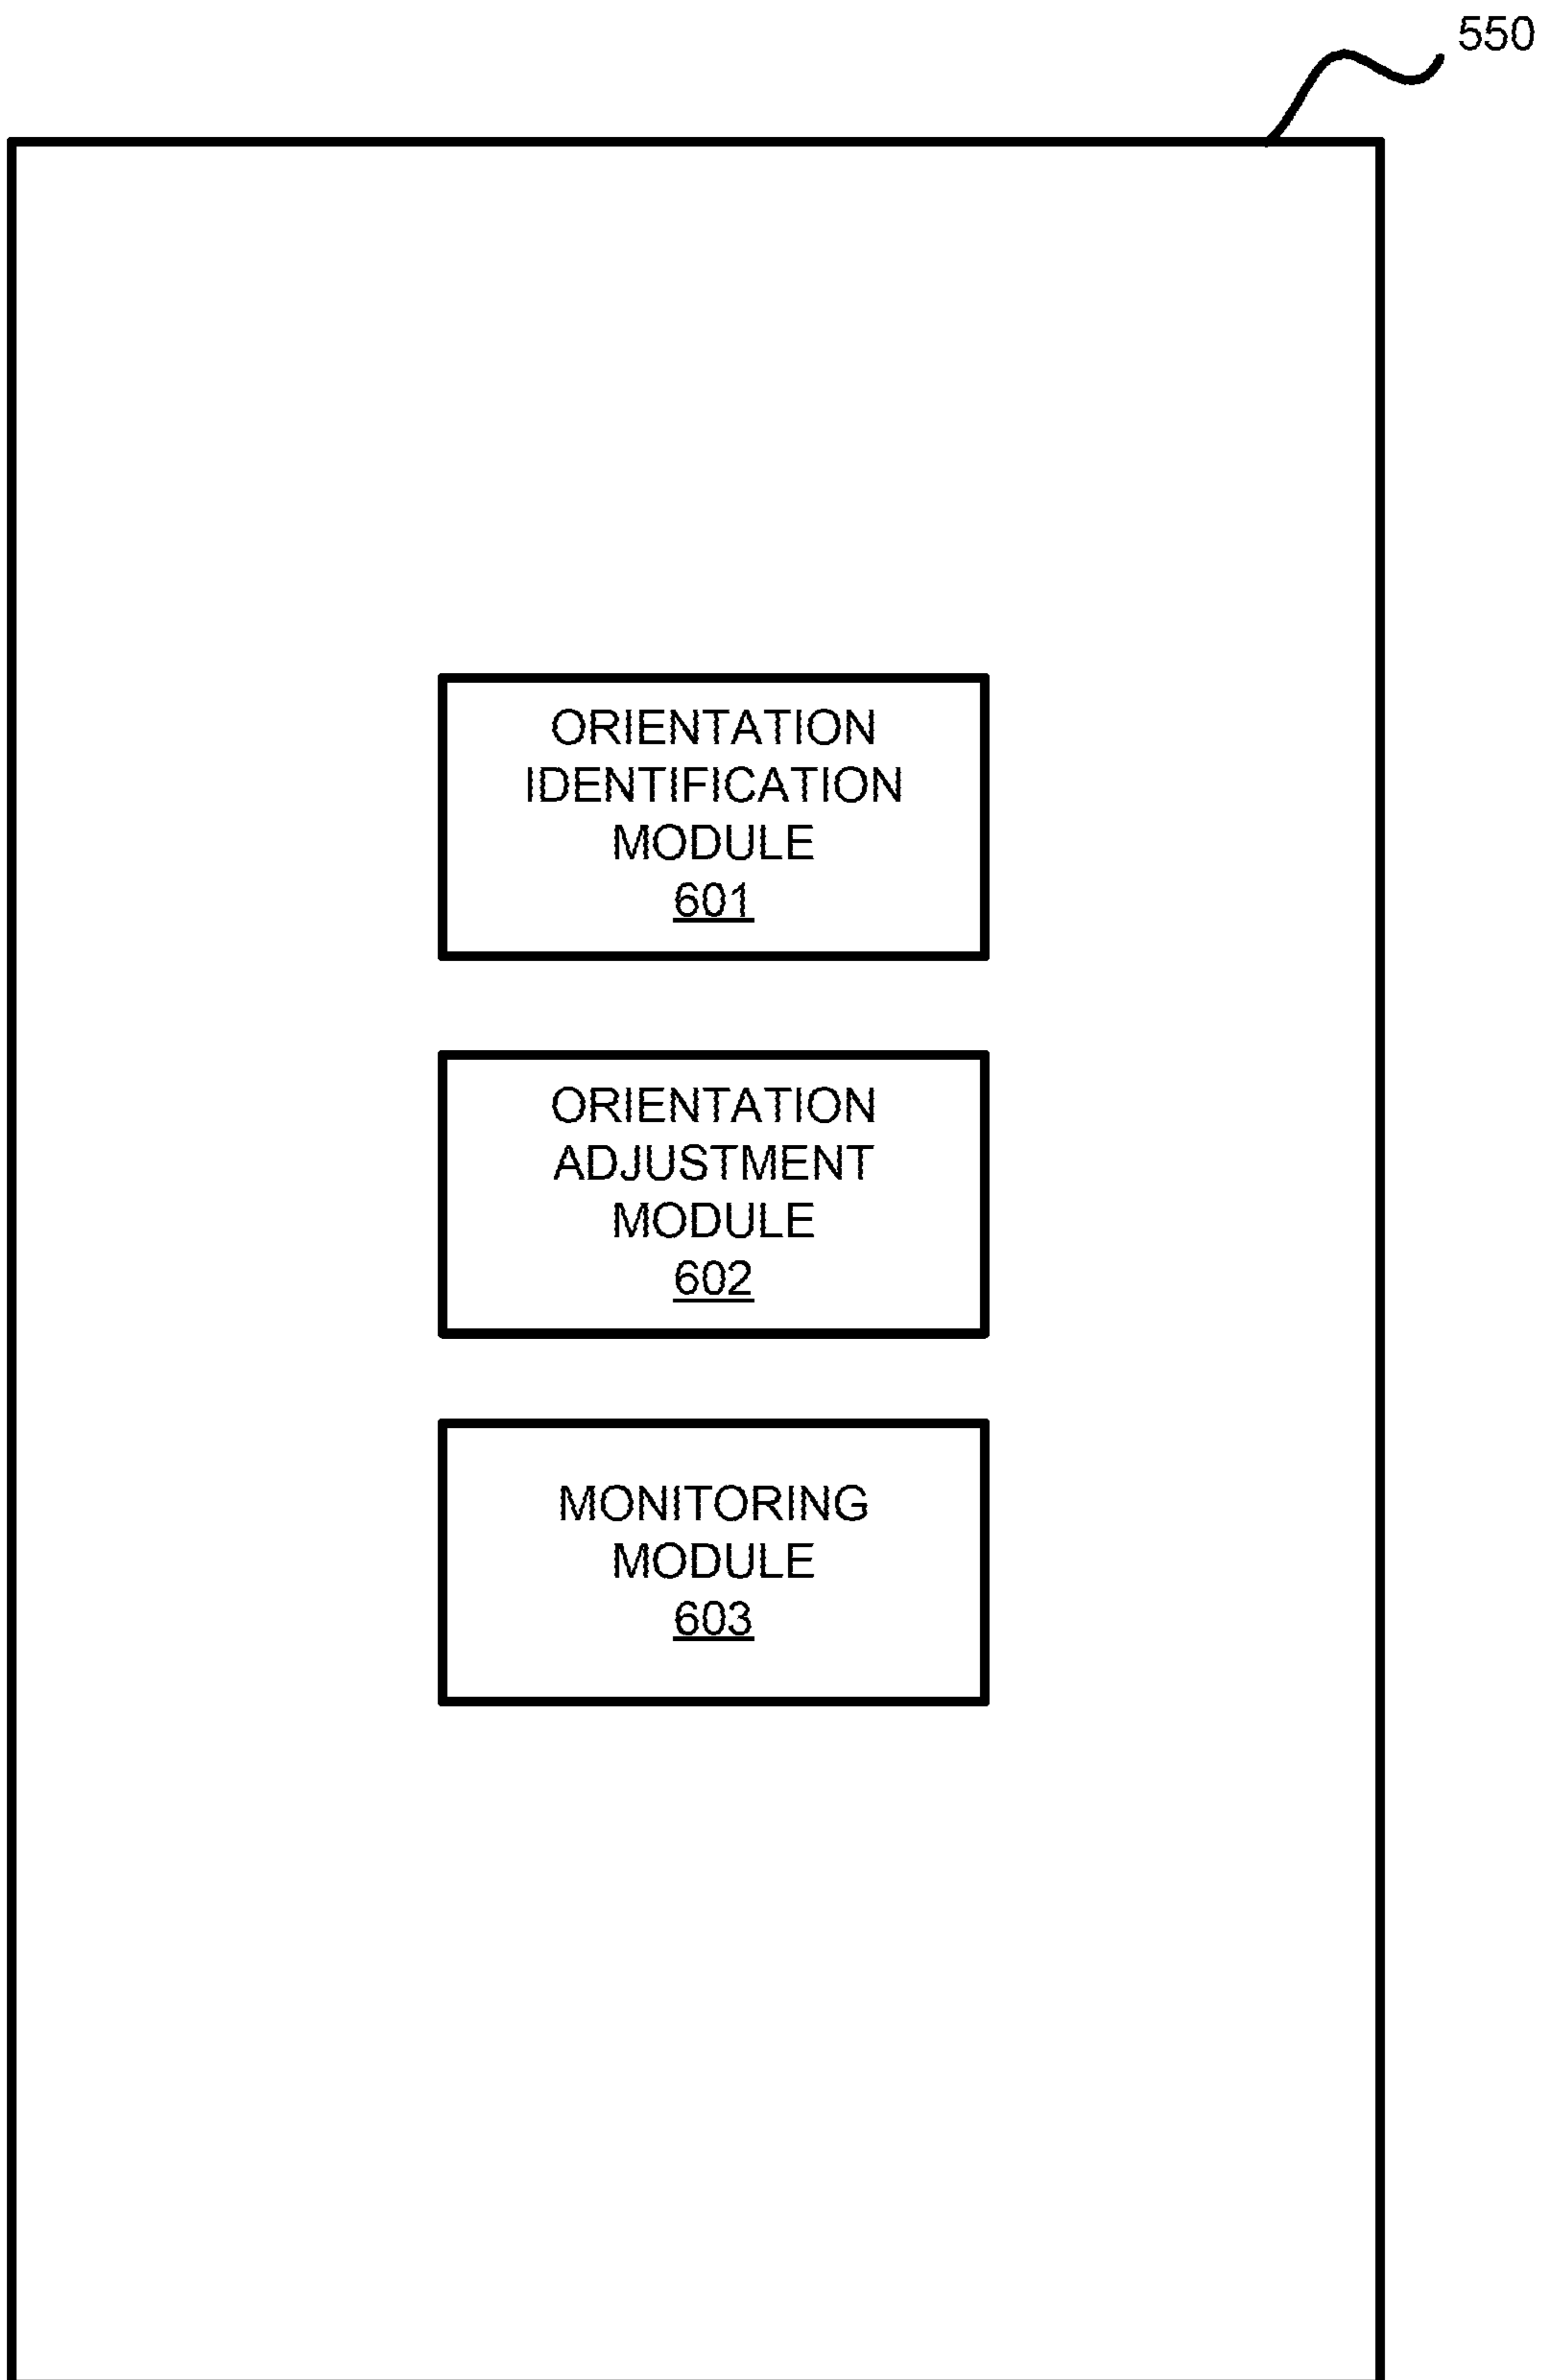 550
ORIENTATION
IDENTIFICATION
MODULE
601
ORIENTATION
ADJUSTMENT
MODULE
602
MONITORING
MODULE
603